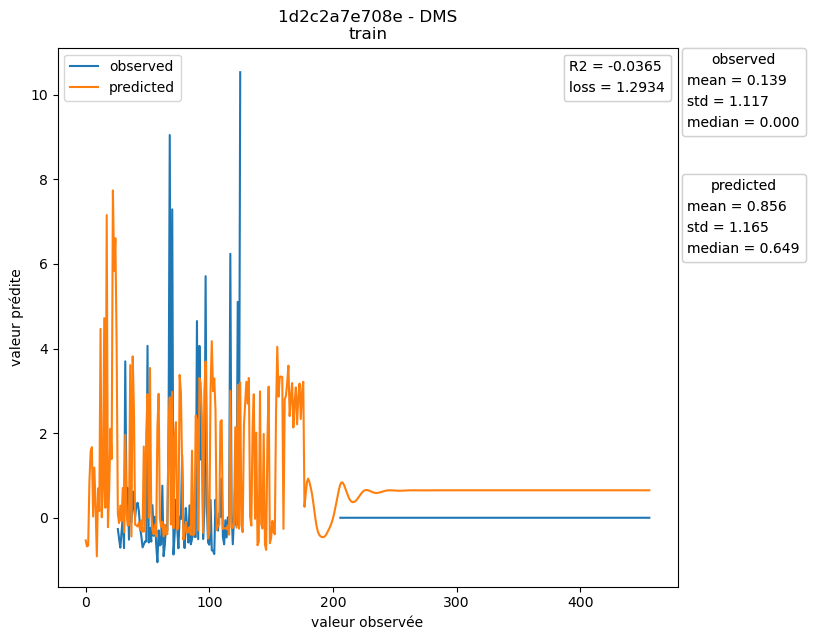 1d2c2a7e708e - DMS
train
observed
predicted
R2 = -0.0365
loss = 1.2934
observed
mean = 0.139
std = 1.117
median = 0.000
predicted
mean = 0.856
std = 1.165
median = 0.649
valeur prédite
10
8
6
4
2
0
0
100
200
300
400
valeur observée